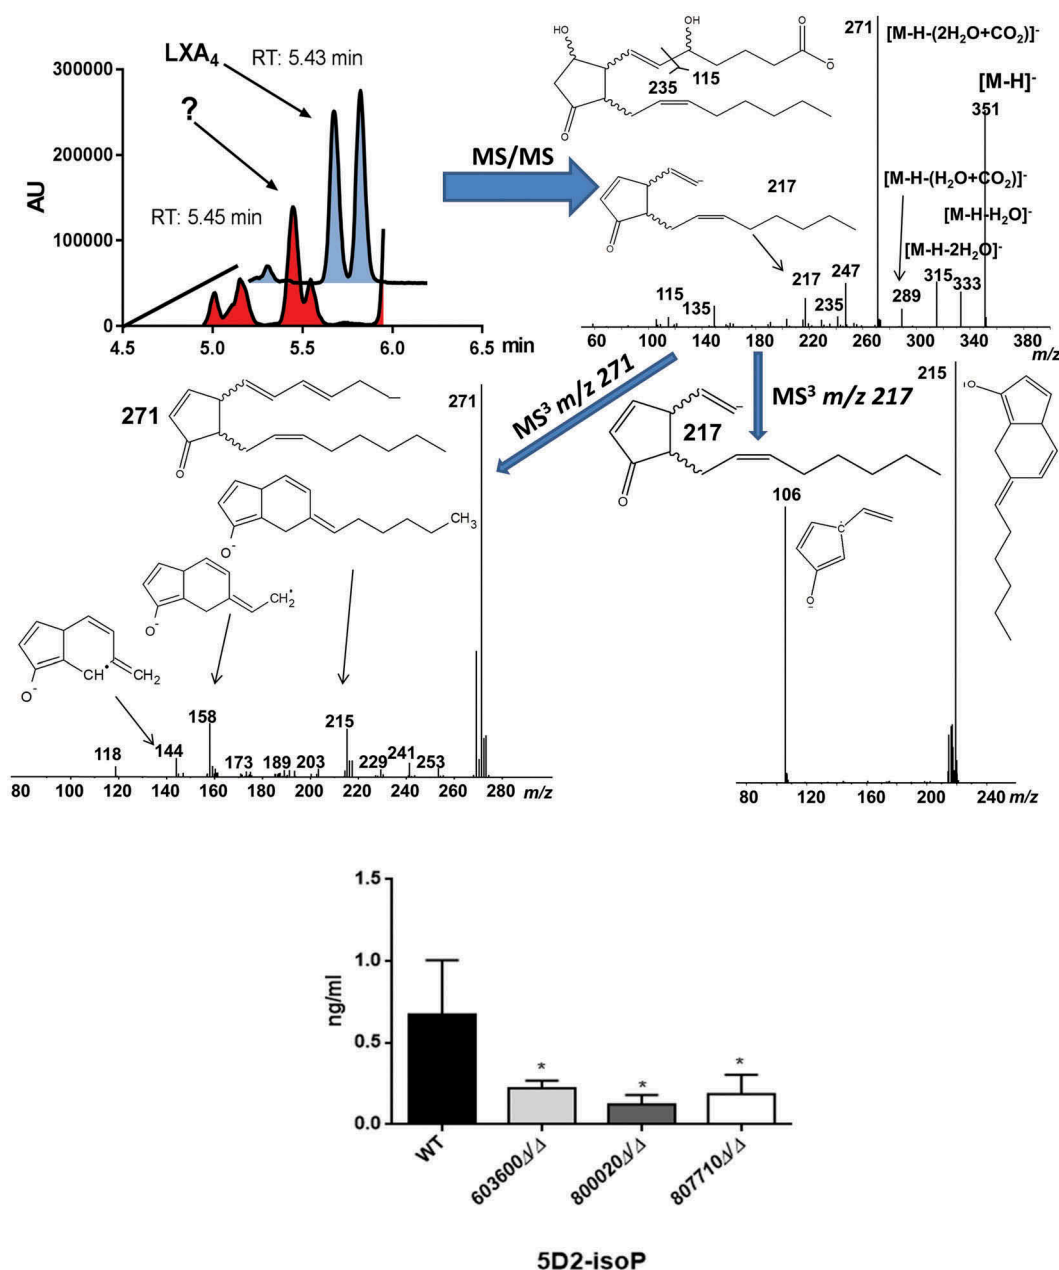 LXA4
RT: 5.43 min
?
RT: 5.45 min
AU
300000
200000
100000
0
4.5 5.0 5.5 6.0 6.5
min
MS/MS
HO
OH
O
O-
O
235
115
217
O
271
[M-H-(2H2O+CO2)]-
[M-H]-
351
[M-H-(H2O+CO2)]-
[M-H-H2O]-
[M-H-2H2O]-
115
135
217
235
247
289
315
333
60 100 140 180 220 260 300 340 380
m/z
MS3 m/z 271
MS3 m/z 217
271
O
271
CH3
O-
CH2
O-
CH
CH2
O-
118
144
158
173
189
203
215
229
241
253
80 100 120 140 160 180 200 220 240 260 280
m/z
217
O
106
C
O
215
O
80 120 160 200 240
m/z
ng/ml
1.5
1.0
0.5
0.0
* * *
WT
603600Δ/Δ
800020Δ/Δ
807710Δ/Δ
5D2-isoP